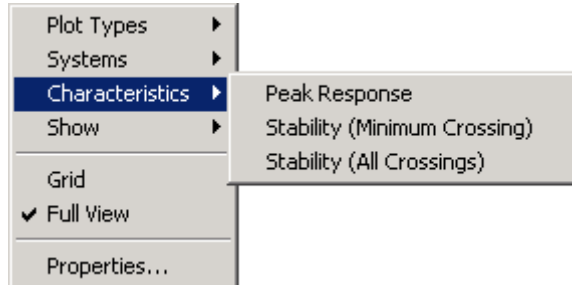 Plot Types
Systems
Characteristics
Show
Grid
Full View
Properties...
Peak Response
Stability (Minimum Crossing)
Stability (All Crossings)